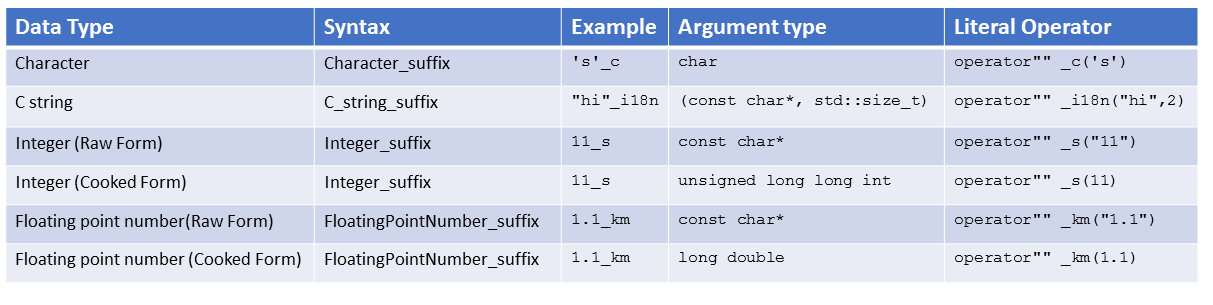 Data Type Syntax Example Argument type Literal Operator
Character Character_suffix 's'_c char operator"" _c('s')
C string C_string_suffix "hi"_i18n (const char*, std::size_t) operator"" _i18n("hi",2)
Integer (Raw Form) Integer_suffix 11_s const char* operator"" _s("11")
Integer (Cooked Form) Integer_suffix 11_s unsigned long long int operator"" _s(11)
Floating point number(Raw Form) FloatingPointNumber_suffix 1.1_km const char* operator"" _km("1.1")
Floating point number (Cooked Form) FloatingPointNumber_suffix 1.1_km long double operator"" _km(1.1)